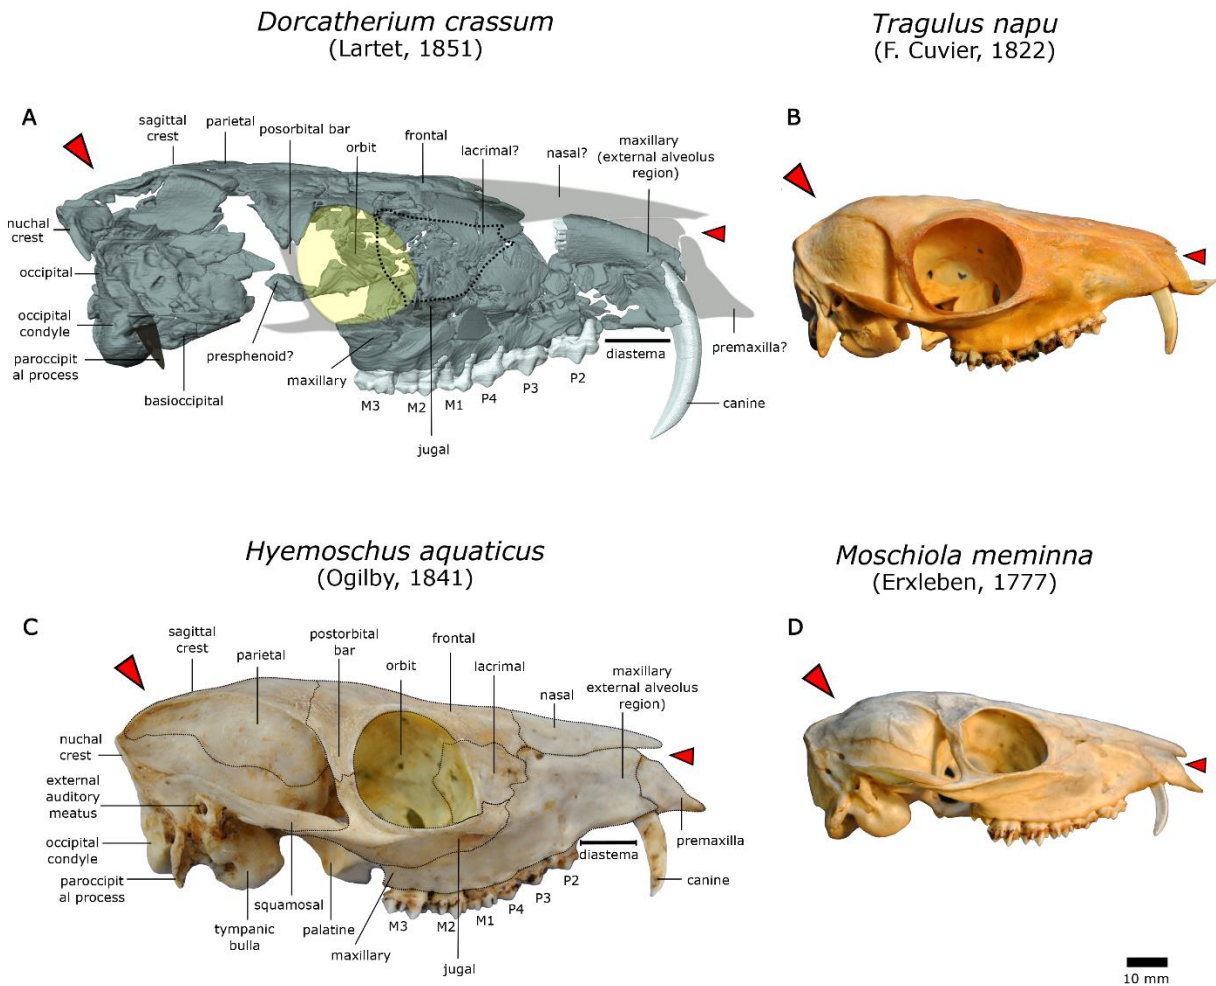 Dorcatherium crassum
(Lartet, 1851)
Tragulus napu
(F. Cuvier, 1822)
A
sagittal
crest
parietal
posorbital bar
orbit
frontal
lacrimal?
nasal?
maxillary
(external alveolus
region)
B
nuchal
crest
occipital
occipital
condyle
paroccipit
al process
basioccipital
presphenoid?
maxillary
M3
M2
M1
P4
P3
P2
jugal
diastema
premaxilla?
canine
Hyemoschus aquaticus
(Ogilby, 1841)
Moschiola meminna
(Erxleben, 1777)
C
sagittal
crest
parietal
postorbital
bar
orbit
frontal
lacrimal
nasal
maxillary
external alveolus
region)
D
nuchal
crest
external
auditory
meatus
occipital
condyle
paroccipit
al process
tympanic
bulla
squamosal
palatine
maxillary
M3
M2
M1
P4
P3
P2
jugal
diastema
premaxilla
canine
10 mm